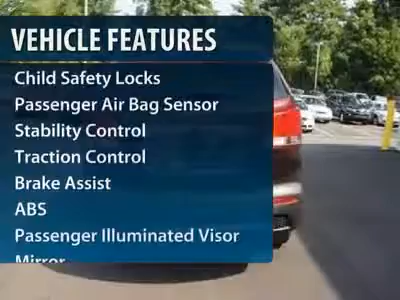 VEHICLE FEATURES
Child Safety Locks
Passenger Air Bag Sensor
Stability Control
Traction Control
Brake Assist
ABS
Passenger Illuminated Visor
Mirror